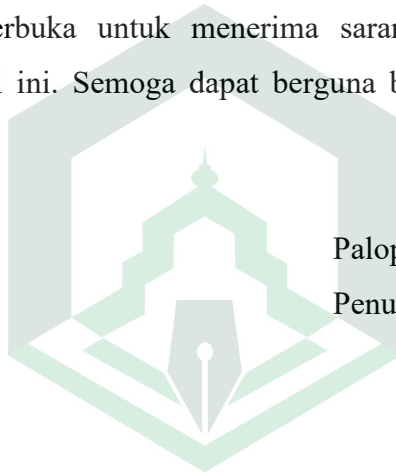 erbuka untuk menerima saran
i ini. Semoga dapat berguna b
Palop
Penu